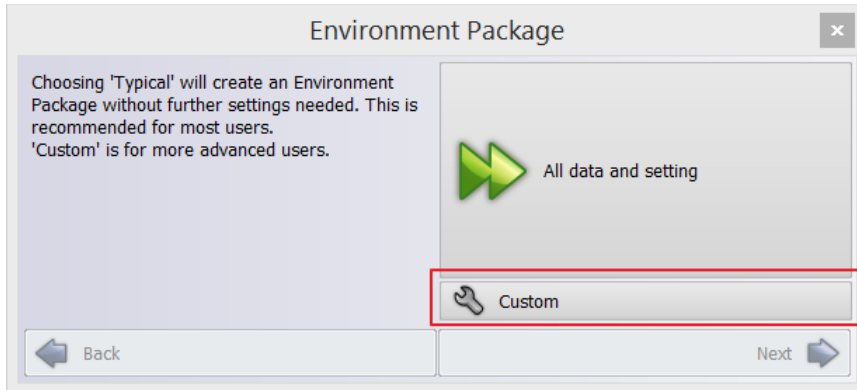 Environment Package
Choosing 'Typical' will create an Environment
Package without further settings needed. This is
recommended for most users.
'Custom' is for more advanced users.
All data and setting
Custom
Back
Next